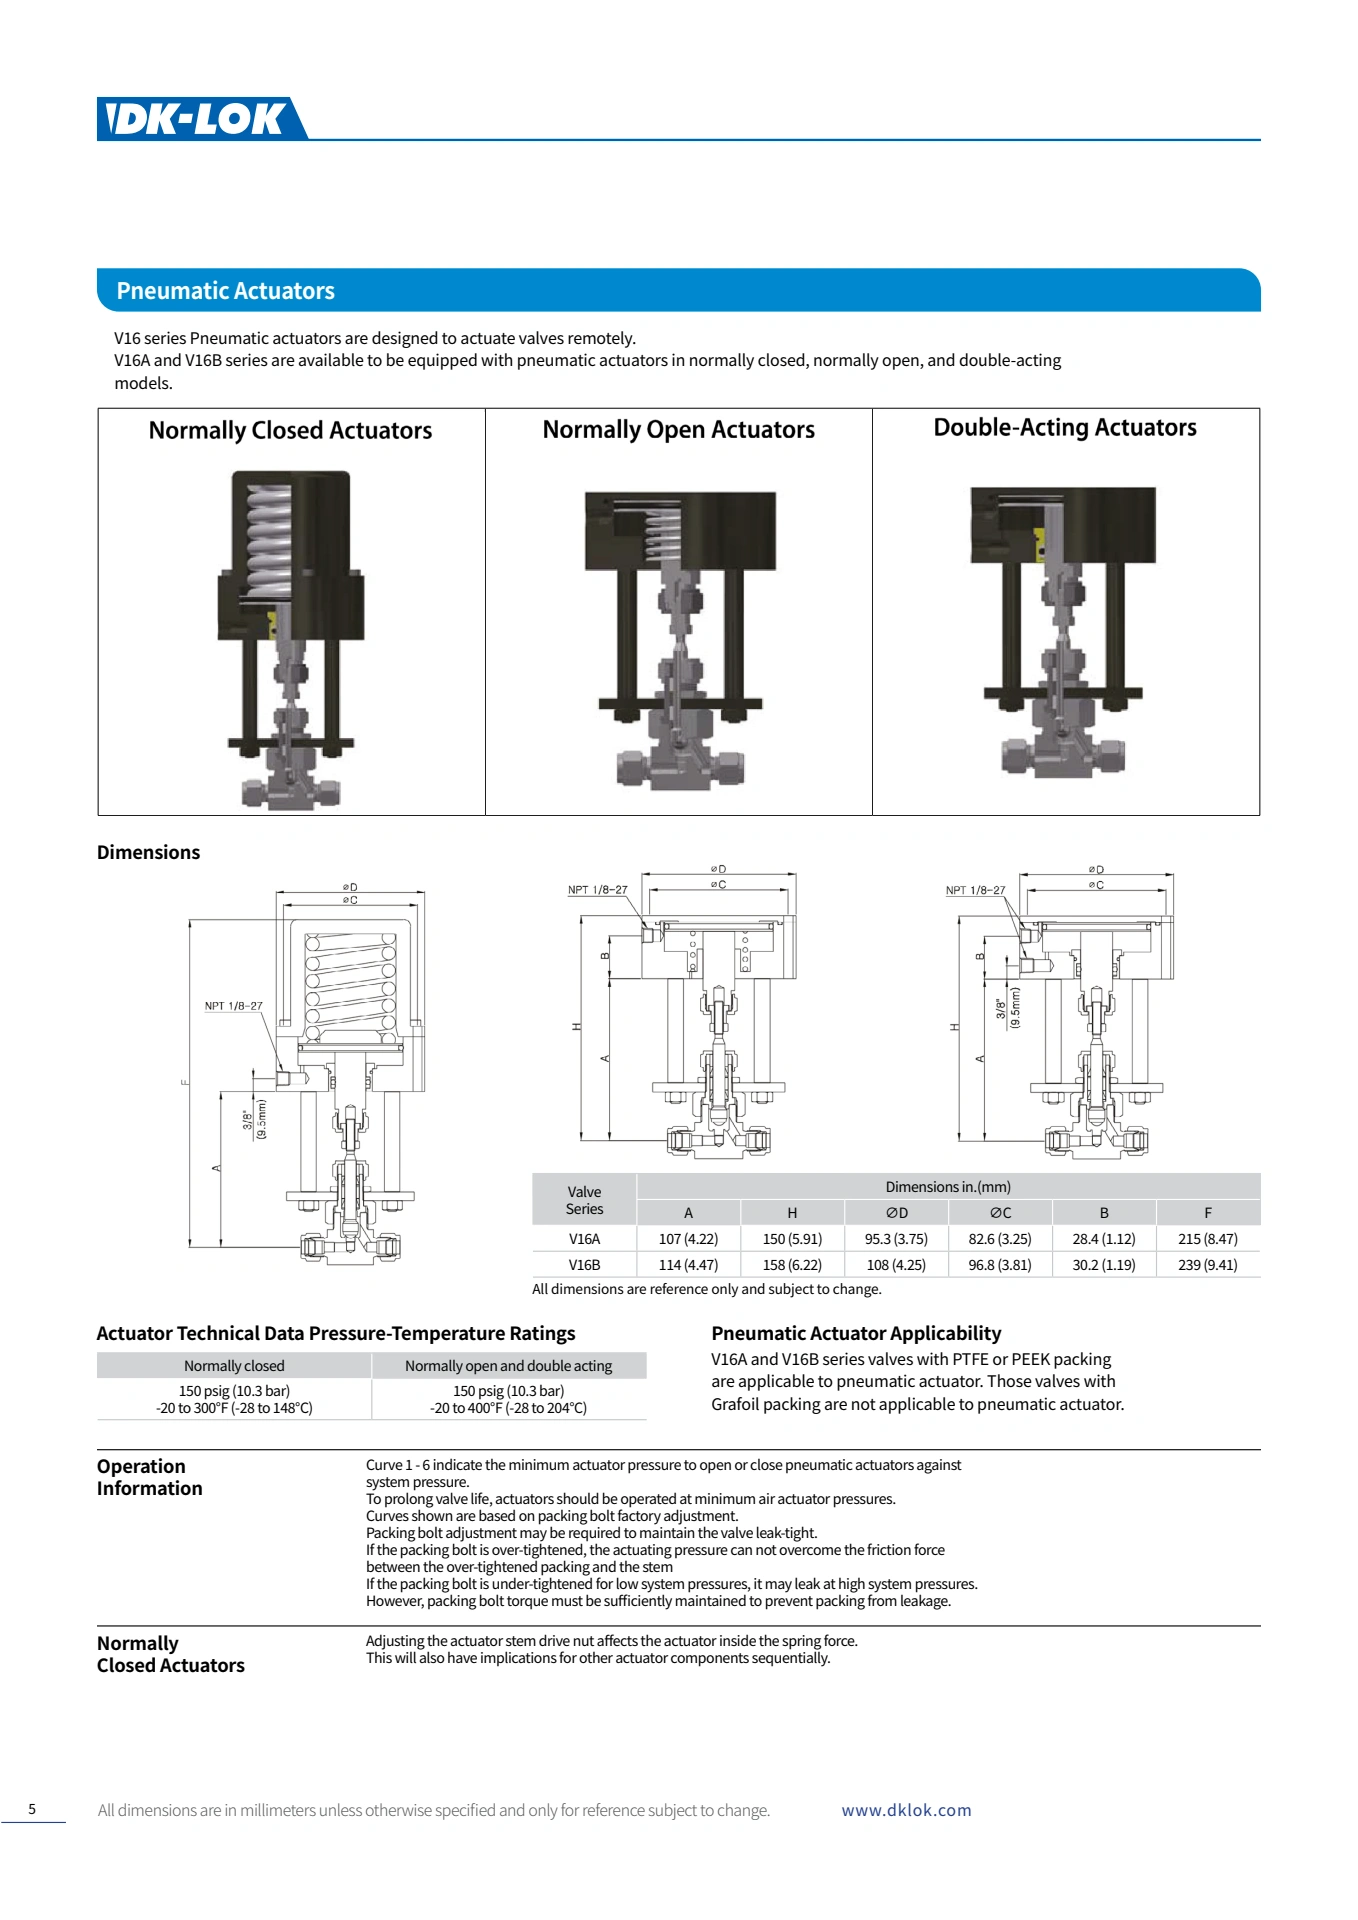 DK-LOK
Pneumatic Actuators
V16 series Pneumatic actuators are designed to actuate valves remotely.
V16A and V16B series are available to be equipped with pneumatic actuators in normally closed, normally open, and double-acting
models.
Normally Closed Actuators
Normally Open Actuators
Double-Acting Actuators
Dimensions
⌀D
⌀C
NPT 1/8-27
F
3/8"
(9.5mm)
A
⌀D
⌀C
NPT 1/8-27
B
H
A
⌀D
⌀C
NPT 1/8-27
B
3/8"
(9.5mm)
H
A
Valve Series Dimensions in.(mm)
A H ⌀D ⌀C B F
V16A 107 (4.22) 150 (5.91) 95.3 (3.75) 82.6 (3.25) 28.4 (1.12) 215 (8.47)
V16B 114 (4.47) 158 (6.22) 108 (4.25) 96.8 (3.81) 30.2 (1.19) 239 (9.41)
All dimensions are reference only and subject to change.
Actuator Technical Data Pressure-Temperature Ratings
Normally closed Normally open and double acting
150 psig (10.3 bar) 150 psig (10.3 bar)
-20 to 300°F (-28 to 148°C) -20 to 400°F (-28 to 204°C)
Pneumatic Actuator Applicability
V16A and V16B series valves with PTFE or PEEK packing
are applicable to pneumatic actuator. Those valves with
Grafoil packing are not applicable to pneumatic actuator.
Operation
Information
Curve 1 - 6 indicate the minimum actuator pressure to open or close pneumatic actuators against
system pressure.
To prolong valve life, actuators should be operated at minimum air actuator pressures.
Curves shown are based on packing bolt factory adjustment.
Packing bolt adjustment may be required to maintain the valve leak-tight.
If the packing bolt is over-tightened, the actuating pressure can not overcome the friction force
between the over-tightened packing and the stem
If the packing bolt is under-tightened for low system pressures, it may leak at high system pressures.
However, packing bolt torque must be sufficiently maintained to prevent packing from leakage.
Normally
Closed Actuators
Adjusting the actuator stem drive nut affects the actuator inside the spring force.
This will also have implications for other actuator components sequentially.
5
All dimensions are in millimeters unless otherwise specified and only for reference subject to change.
www.dklok.com